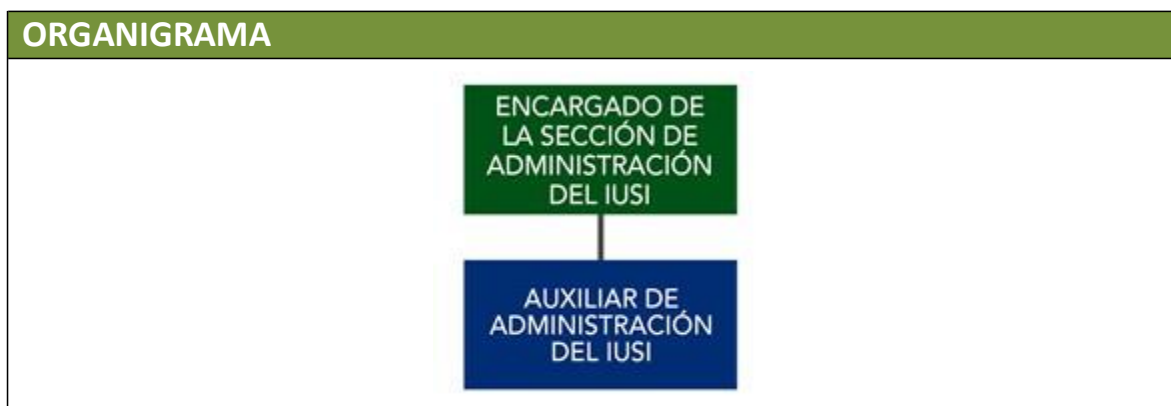 ORGANIGRAMA
ENCARGADO DE
LA SECCIÓN DE
ADMINISTRACIÓN
DEL IUSI
AUXILIAR DE
ADMINISTRACIÓN
DEL IUSI